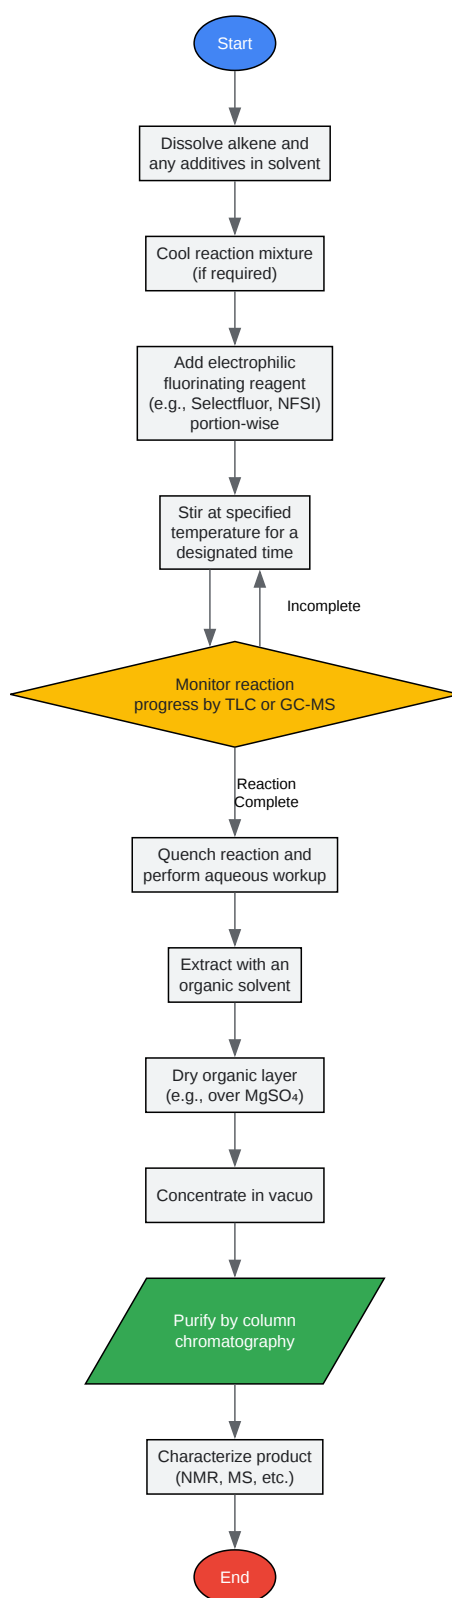 Start
Dissolve alkene and
any additives in solvent
Cool reaction mixture
(if required)
Add electrophilic
fluorinating reagent
(e.g., Selectfluor, NFSI)
portion-wise
Stir at specified
temperature for a
designated time
Incomplete
Monitor reaction
progress by TLC or GC-MS
Reaction
Complete
Quench reaction and
perform aqueous workup
Extract with an
organic solvent
Dry organic layer
(e.g., over MgSO₄)
Concentrate in vacuo
Purify by column
chromatography
Characterize product
(NMR, MS, etc.)
End